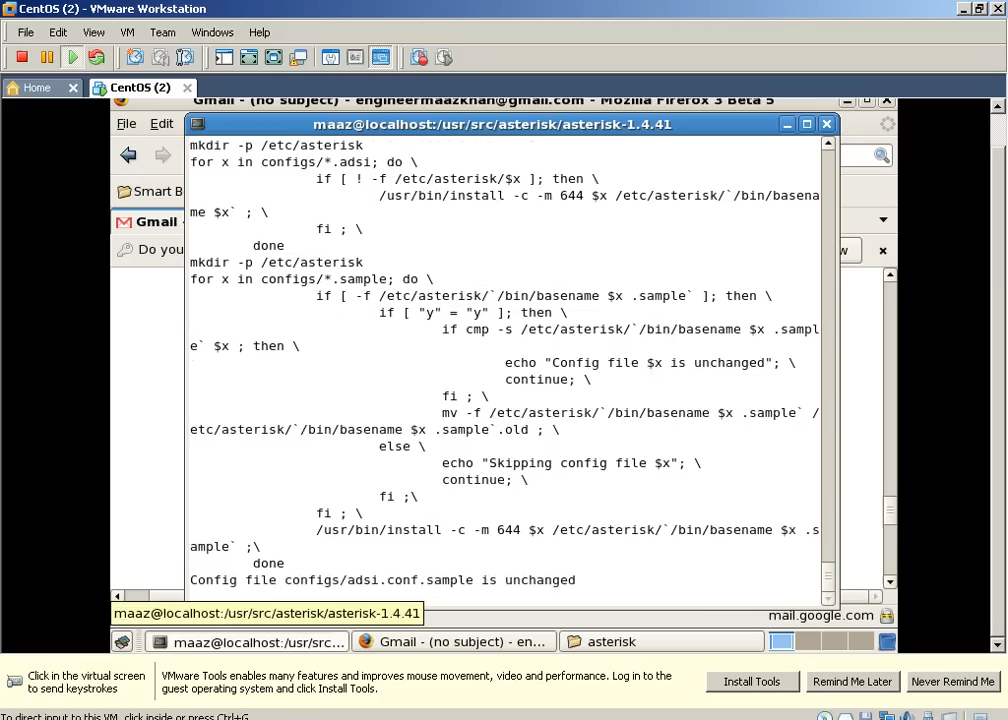 CentOS (2) - VMware Workstation
File Edit View VM Team Windows Help
Home CentOS (2)
Gmail - (no subject) - engineermaazkhan@gmail.com - Mozilla Firefox 3 Beta 5
File Edit
maaz@localhost:/usr/src/asterisk/asterisk-1.4.41
Smart B
Gmail
Do you
w
mkdir -p /etc/asterisk
for x in configs/*.adsi; do \
if [ ! -f /etc/asterisk/$x ]; then \
/usr/bin/install -c -m 644 $x /etc/asterisk/`/bin/basena
me $x` ; \
fi ; \
done
mkdir -p /etc/asterisk
for x in configs/*.sample; do \
if [ -f /etc/asterisk/`/bin/basename $x .sample` ]; then \
if [ "y" = "y" ]; then \
if cmp -s /etc/asterisk/`/bin/basename $x .sampl
e` $x ; then \
echo "Config file $x is unchanged"; \
continue; \
fi ; \
mv -f /etc/asterisk/`/bin/basename $x .sample` /
etc/asterisk/`/bin/basename $x .sample`.old ; \
else \
echo "Skipping config file $x"; \
continue; \
fi ;\
fi ; \
/usr/bin/install -c -m 644 $x /etc/asterisk/`/bin/basename $x .s
ample` ;\
done
Config file configs/adsi.conf.sample is unchanged
maaz@localhost:/usr/src/asterisk/asterisk-1.4.41
mail.google.com
maaz@localhost:/usr/src... Gmail - (no subject) - en... asterisk
Click in the virtual screen
to send keystrokes
VMware Tools enables many features and improves mouse movement, video and performance. Log in to the
guest operating system and click Install Tools.
Install Tools Remind Me Later Never Remind Me
To direct input to this VM, click inside or press Ctrl+G.